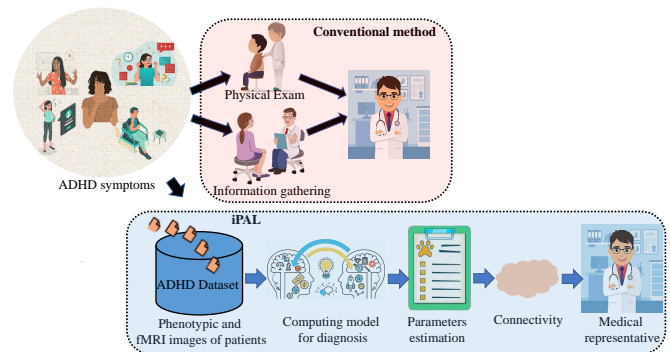 Conventional method
Physical Exam
Information gathering
ADHD symptoms
iPAL
ADHD Dataset
Phenotypic and
fMRI images of patients
Computing model
for diagnosis
Parameters
estimation
Connectivity
Medical
representative